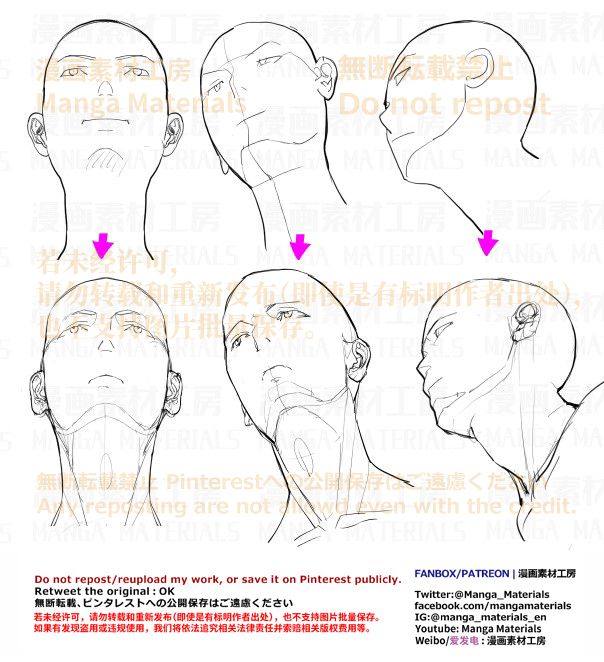 漫画素材工房
Manga Materials
無断転載禁止
Do not repost
若未经许可，
请勿转载和重新发布(即使是有标明作者出处),
也不支持图片批量保存。
無断転載禁止 Pinterestへの公開保存はご遠慮ください
Any reposting are not allowd even with the credit.
Do not repost/reupload my work, or save it on Pinterest publicly.
Retweet the original : OK
無断転載、ピンタレストへの公開保存はご遠慮ください
若未经许可，请勿转载和重新发布(即使是有标明作者出处)，也不支持图片批量保存。
如果有发现盗用或违规使用，我们将依法追究相关法律责任并索赔相关版权费用等。
FANBOX/PATREON | 漫画素材工房
Twitter:@Manga_Materials
facebook.com/mangamaterials
IG:@manga_materials_en
Youtube: Manga Materials
Weibo/爱发电 : 漫画素材工房